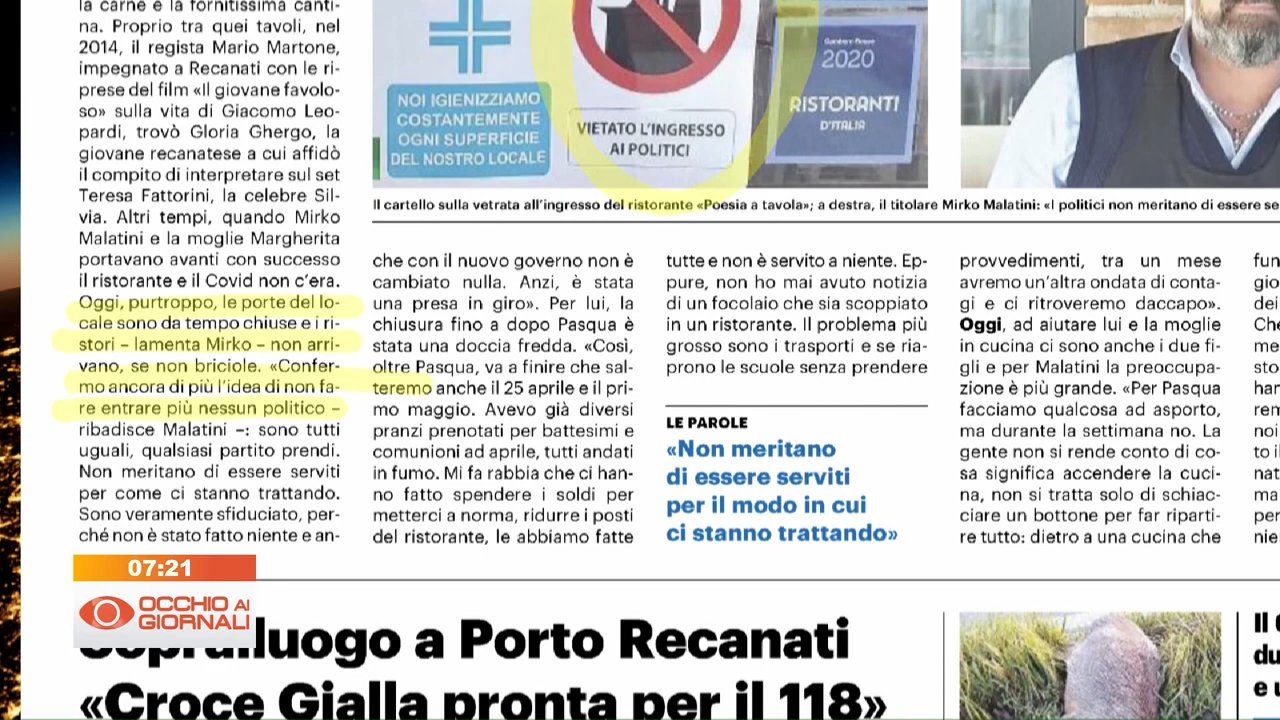 la carne e la fornitissima canti-
na. Proprio tra quei tavoli, nel
2014, il regista Mario Martone,
impegnato a Recanati con le ri-
prese del film «Il giovane favolo-
so» sulla vita di Giacomo Leo-
pardi, trovò Gloria Ghergo, la
giovane recanatese a cui affidò
il compito di interpretare sul set
Teresa Fattorini, la celebre Sil-
via. Altri tempi, quando Mirko
Malatini e la moglie Margherita
portavano avanti con successo
il ristorante e il Covid non c'era.
Oggi, purtroppo, le porte del lo-
cale sono da tempo chiuse e i ri-
stori – lamenta Mirko – non arri-
vano, se non briciole. «Confer-
mo ancora di più l'idea di non fa-
re entrare più nessun politico –
ribadisce Malatini –: sono tutti
uguali, qualsiasi partito prendi.
Non meritano di essere serviti
per come ci stanno trattando.
Sono veramente sfiduciato, per-
ché non è stato fatto niente e an-
NOI IGIENIZZIAMO
COSTANTEMENTE
OGNI SUPERFICIE
DEL NOSTRO LOCALE
VIETATO L'INGRESSO
AI POLITICI
Gambero Rosso
2020
RISTORANTI
D'ITALIA
Il cartello sulla vetrata all'ingresso del ristorante «Poesia a tavola»; a destra, il titolare Mirko Malatini: «I politici non meritano di essere se
che con il nuovo governo non è
cambiato nulla. Anzi, è stata
una presa in giro». Per lui, la
chiusura fino a dopo Pasqua è
stata una doccia fredda. «Così,
oltre Pasqua, va a finire che sal-
teremo anche il 25 aprile e il pri-
mo maggio. Avevo già diversi
pranzi prenotati per battesimi e
comunioni ad aprile, tutti andati
in fumo. Mi fa rabbia che ci han-
no fatto spendere i soldi per
metterci a norma, ridurre i posti
del ristorante, le abbiamo fatte
tutte e non è servito a niente. Ep-
pure, non ho mai avuto notizia
di un focolaio che sia scoppiato
in un ristorante. Il problema più
grosso sono i trasporti e se ria-
prono le scuole senza prendere
LE PAROLE
«Non meritano
di essere serviti
per il modo in cui
ci stanno trattando»
provvedimenti, tra un mese
avremo un'altra ondata di conta-
gi e ci ritroveremo daccapo».
Oggi, ad aiutare lui e la moglie
in cucina ci sono anche i due fi-
gli e per Malatini la preoccupa-
zione è più grande. «Per Pasqua
facciamo qualcosa ad asporto,
ma durante la settimana no. La
gente non si rende conto di co-
sa significa accendere la cuci-
na, non si tratta solo di schiac-
ciare un bottone per far riparti-
re tutto: dietro a una cucina che
07:21
OCCHIO AI
GIORNALI
Sopralluogo a Porto Recanati
«Croce Gialla pronta per il 118»